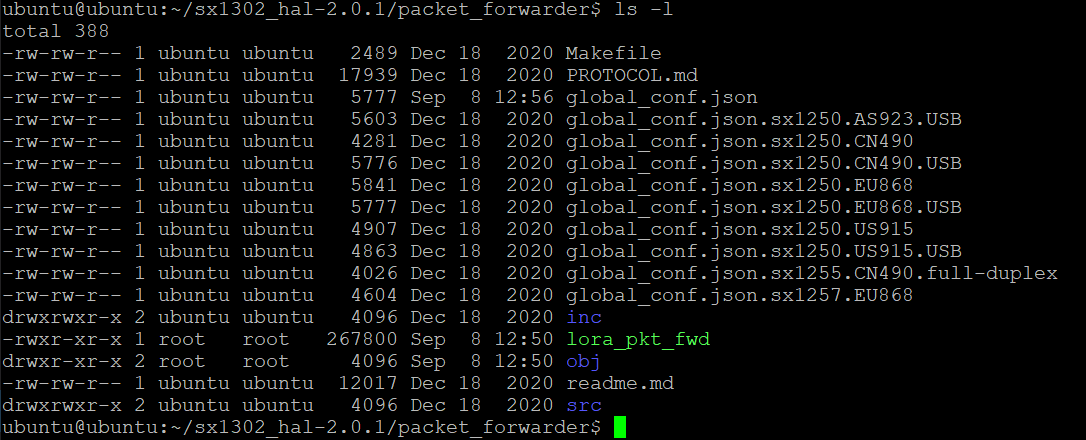 ubuntu@ubuntu:~/sx1302_hal-2.0.1/packet_forwarder$ ls -l
total 388
-rw-rw-r-- 1 ubuntu ubuntu   2489 Dec 18  2020 Makefile
-rw-rw-r-- 1 ubuntu ubuntu  17939 Dec 18  2020 PROTOCOL.md
-rw-rw-r-- 1 ubuntu ubuntu   5777 Sep  8 12:56 global_conf.json
-rw-rw-r-- 1 ubuntu ubuntu   5603 Dec 18  2020 global_conf.json.sx1250.AS923.USB
-rw-rw-r-- 1 ubuntu ubuntu   4281 Dec 18  2020 global_conf.json.sx1250.CN490
-rw-rw-r-- 1 ubuntu ubuntu   5776 Dec 18  2020 global_conf.json.sx1250.CN490.USB
-rw-rw-r-- 1 ubuntu ubuntu   5841 Dec 18  2020 global_conf.json.sx1250.EU868
-rw-rw-r-- 1 ubuntu ubuntu   5777 Dec 18  2020 global_conf.json.sx1250.EU868.USB
-rw-rw-r-- 1 ubuntu ubuntu   4907 Dec 18  2020 global_conf.json.sx1250.US915
-rw-rw-r-- 1 ubuntu ubuntu   4863 Dec 18  2020 global_conf.json.sx1250.US915.USB
-rw-rw-r-- 1 ubuntu ubuntu   4026 Dec 18  2020 global_conf.json.sx1255.CN490.full-duplex
-rw-rw-r-- 1 ubuntu ubuntu   4604 Dec 18  2020 global_conf.json.sx1257.EU868
drwxrwxr-x 2 ubuntu ubuntu   4096 Dec 18  2020 inc
-rwxr-xr-x 1 root   root   267800 Sep  8 12:50 lora_pkt_fwd
drwxr-xr-x 2 root   root     4096 Sep  8 12:50 obj
-rw-rw-r-- 1 ubuntu ubuntu  12017 Dec 18  2020 readme.md
drwxrwxr-x 2 ubuntu ubuntu   4096 Dec 18  2020 src
ubuntu@ubuntu:~/sx1302_hal-2.0.1/packet_forwarder$